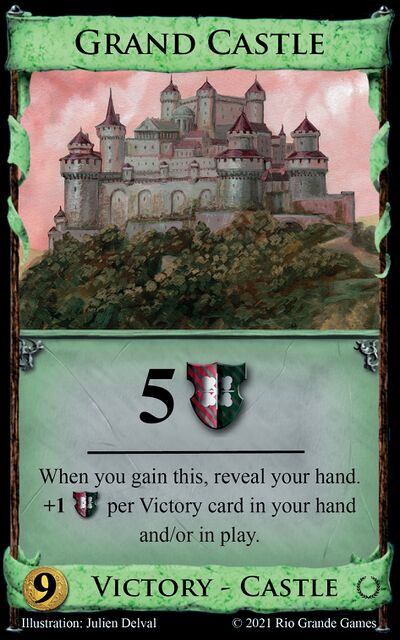 Grand Castle
5
When you gain this, reveal your hand.
+1 per Victory card in your hand
and/or in play.
9 Victory - Castle
Illustration: Julien Delval © 2021 Rio Grande Games